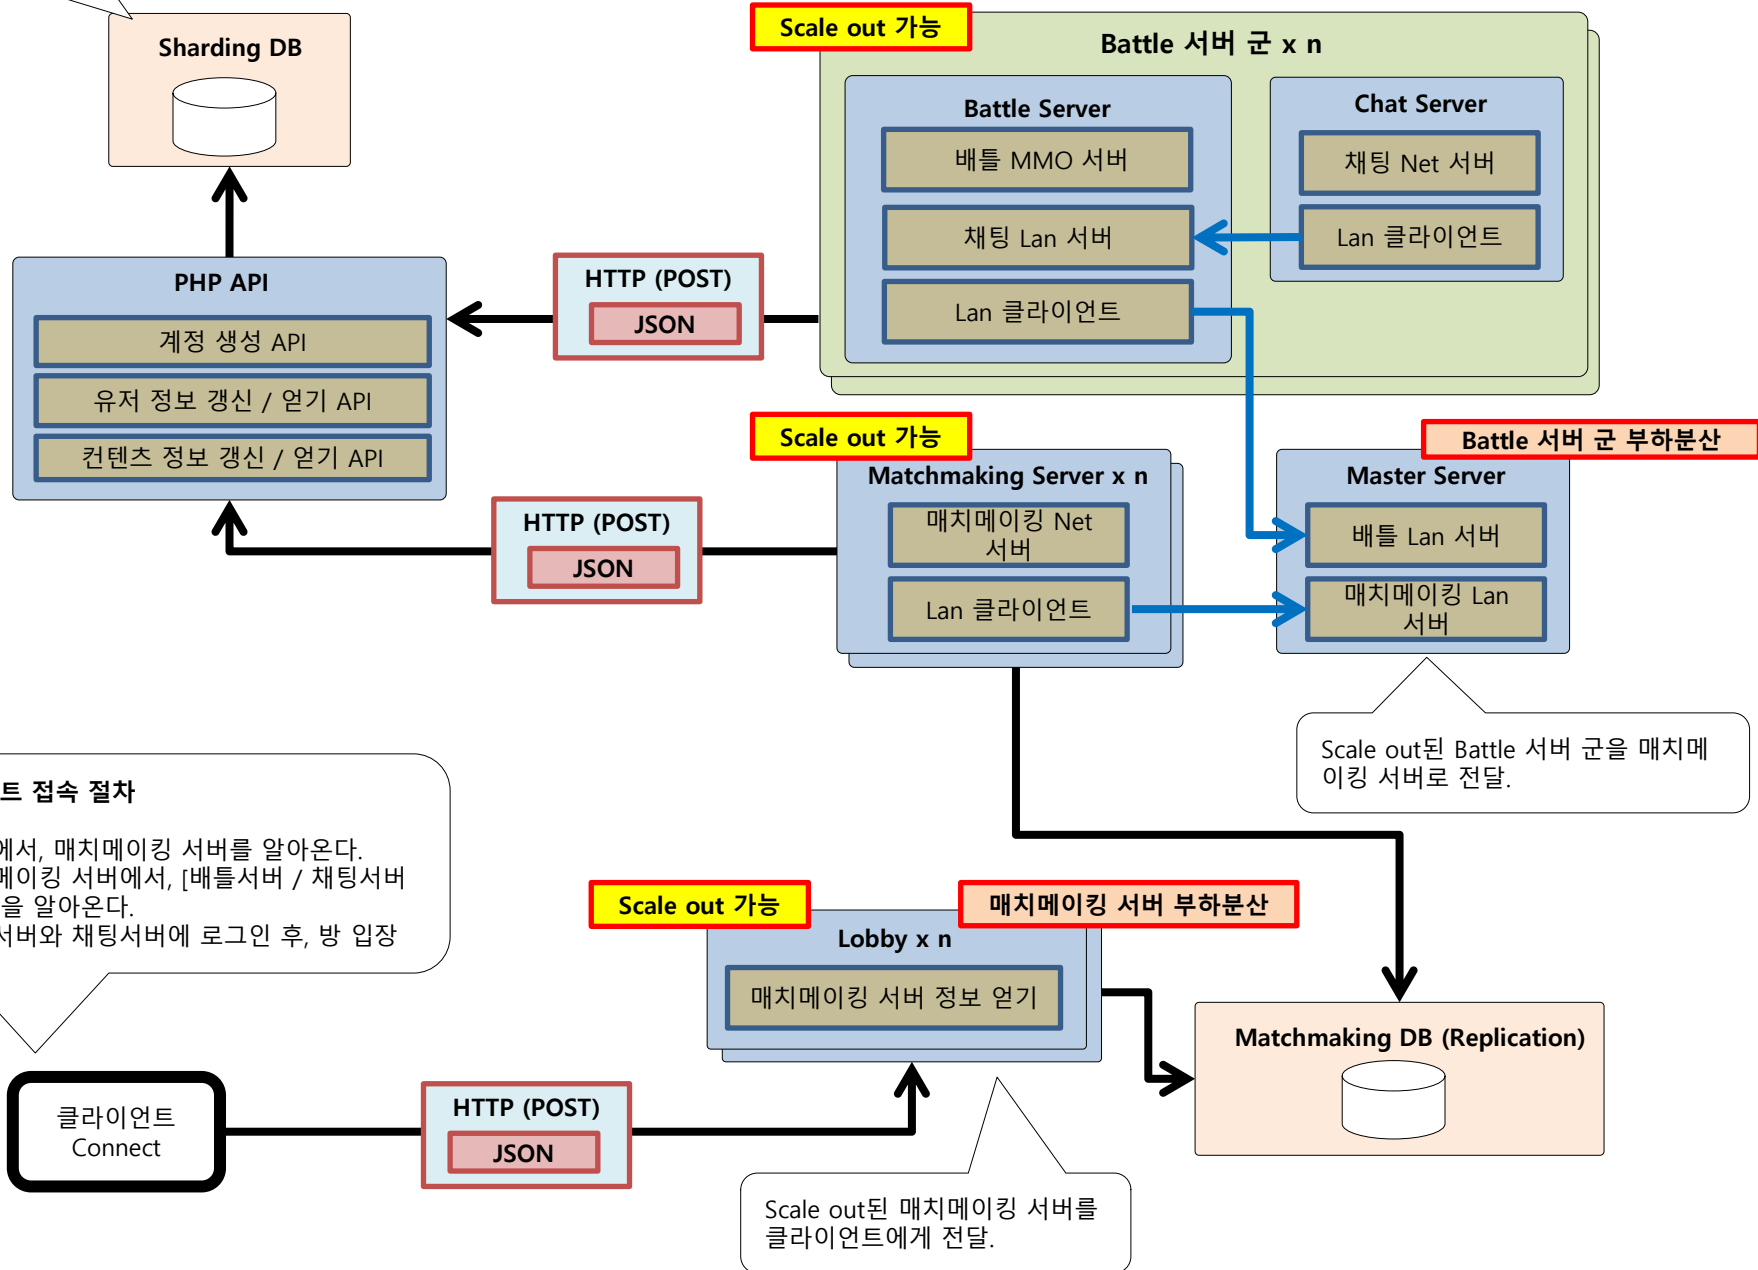 Sharding DB
Scale out 가능
Battle 서버 군 x n
Battle Server
배틀 MMO 서버
채팅 Lan 서버
Lan 클라이언트
Chat Server
채팅 Net 서버
Lan 클라이언트
PHP API
계정 생성 API
유저 정보 갱신 / 얻기 API
컨텐츠 정보 갱신 / 얻기 API
HTTP (POST)
JSON
Scale out 가능
Matchmaking Server x n
매치메이킹 Net
서버
Lan 클라이언트
Battle 서버 군 부하분산
Master Server
배틀 Lan 서버
매치메이킹 Lan
서버
HTTP (POST)
JSON
Scale out된 Battle 서버 군을 매치메
이킹 서버로 전달.
트 접속 절차
에서, 매치메이킹 서버를 알아온다.
메이킹 서버에서, [배틀서버 / 채팅서버
을 알아온다.
서버와 채팅서버에 로그인 후, 방 입장
Scale out 가능
매치메이킹 서버 부하분산
Lobby x n
매치메이킹 서버 정보 얻기
Matchmaking DB (Replication)
클라이언트
Connect
HTTP (POST)
JSON
Scale out된 매치메이킹 서버를
클라이언트에게 전달.